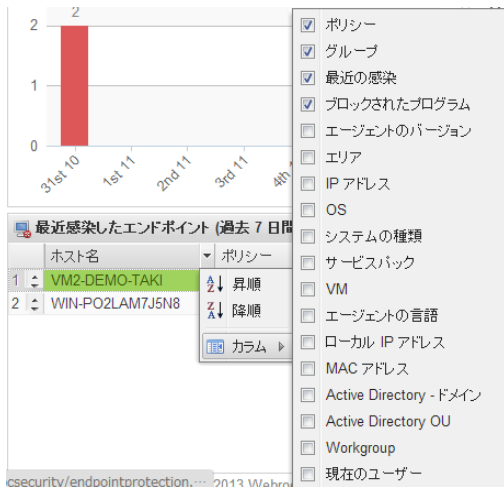 2
2
1
0
31st 10
1st 11
2nd 11
3rd 11
4th
最近感染したエンドポイント (過去 7 日間
ホスト名
ポリシー
1
VM2-DEMO-TAKI
2
WIN-PO2LAM7J5N8
昇順
降順
カラム
ポリシー
グループ
最近の感染
ブロックされたプログラム
エージェントのバージョン
エリア
IP アドレス
OS
システムの種類
サービスパック
VM
エージェントの言語
ローカル IP アドレス
MAC アドレス
Active Directory - ドメイン
Active Directory OU
Workgroup
現在のユーザー
csecurity/endpointprotection....
2013 Webro